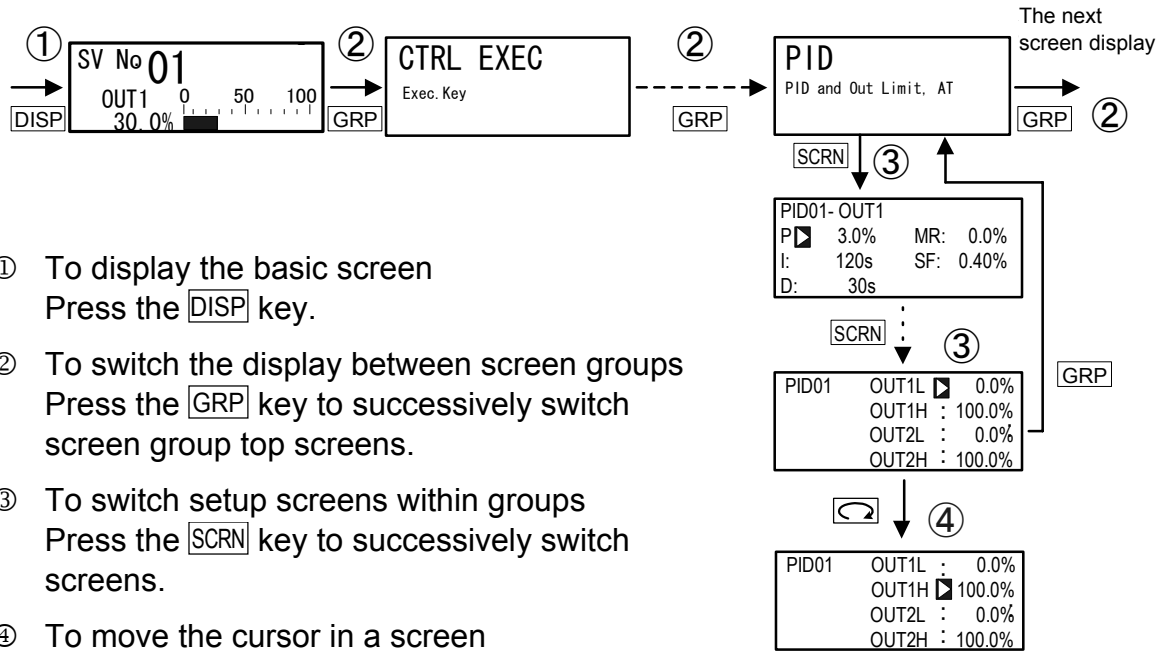 The next
screen display
①
②
②
SV No 01
OUT1 0 50 100
30.0%
CTRL EXEC
Exec.Key
PID
PID and Out Limit, AT
DISP
GRP
GRP
GRP
②
SCRN
③
PID01- OUT1
P 3.0% MR: 0.0%
I: 120s SF: 0.40%
D: 30s
SCRN
③
GRP
PID01 OUT1L 0.0%
OUT1H : 100.0%
OUT2L : 0.0%
OUT2H : 100.0%
④
PID01 OUT1L : 0.0%
OUT1H 100.0%
OUT2L : 0.0%
OUT2H : 100.0%
① To display the basic screen
Press the DISP key.
② To switch the display between screen groups
Press the GRP key to successively switch
screen group top screens.
③ To switch setup screens within groups
Press the SCRN key to successively switch
screens.
④ To move the cursor in a screen